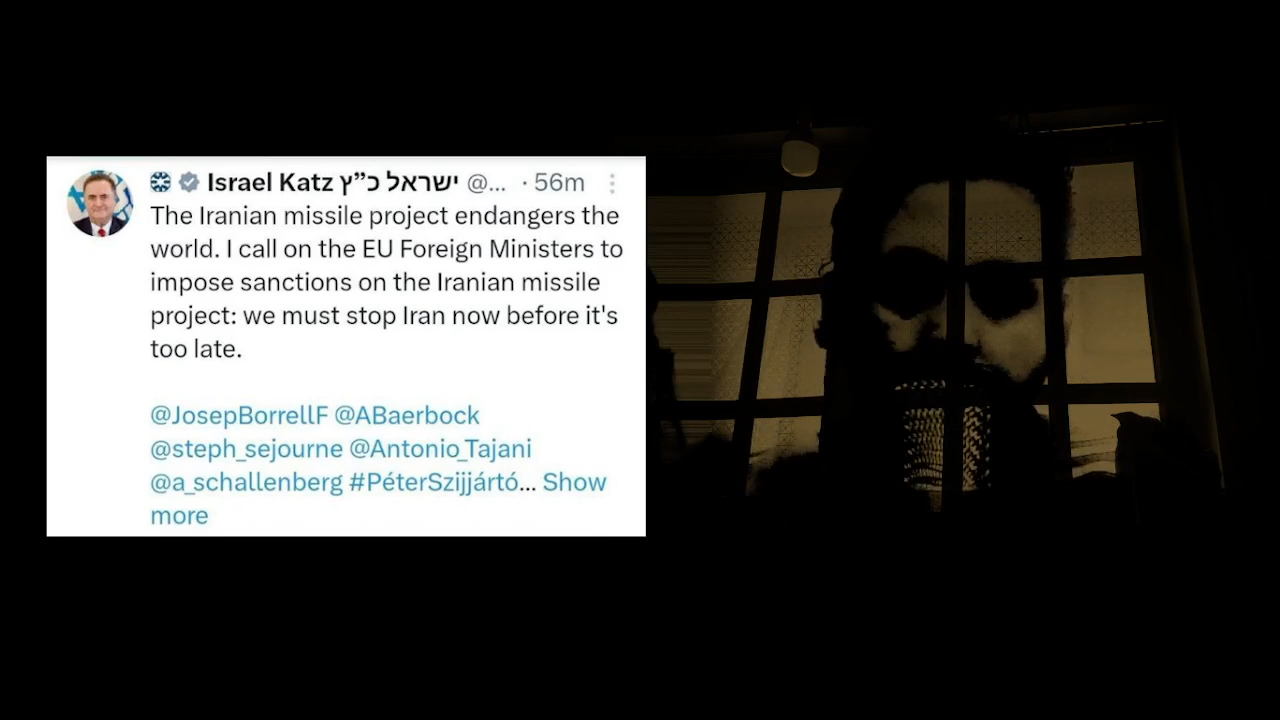 Israel Katz ישראל כ”ץ @... · 56m
The Iranian missile project endangers the
world. I call on the EU Foreign Ministers to
impose sanctions on the Iranian missile
project: we must stop Iran now before it's
too late.
@JosepBorrellF @ABaerbock
@steph_sejourne @Antonio_Tajani
@a_schallenberg #PéterSzijjártó... Show
more